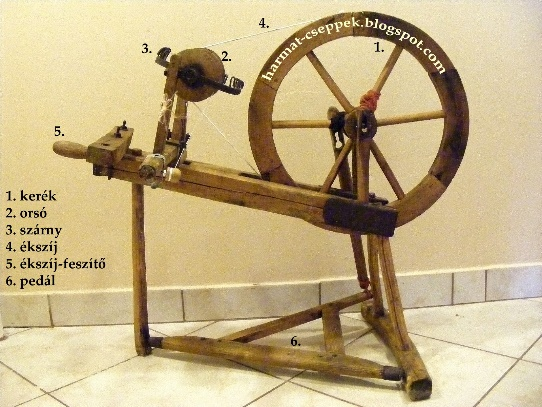 4.
harmat-cseppek.blogspot.com
3.
2.
1.
5.
1. kerék
2. orsó
3. szárny
4. ékszíj
5. ékszíj-feszítő
6. pedál
6.